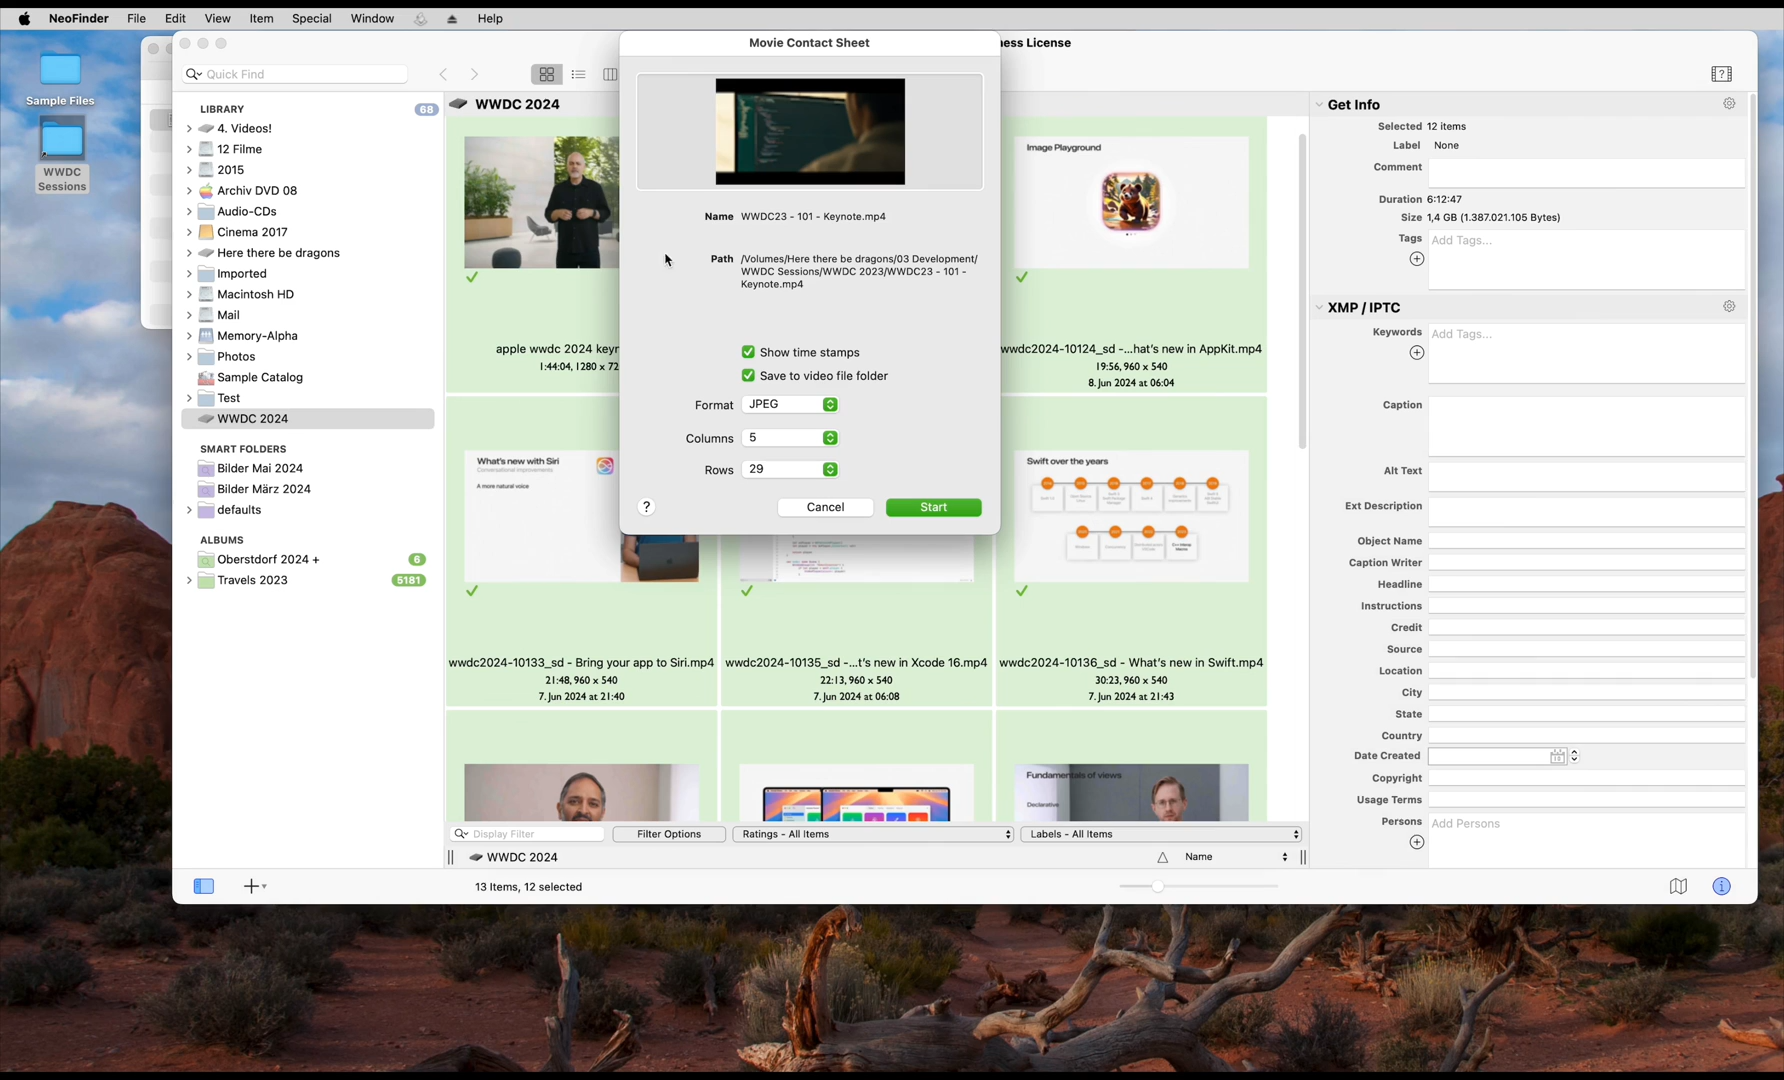 NeoFinder File Edit View Item Special Window Help
Sample Files
WWDC
Sessions
Quick Find
LIBRARY 68
4. Videos!
12 Filme
2015
Archiv DVD 08
Audio-CDs
Cinema 2017
Here there be dragons
Imported
Macintosh HD
Mail
Memory-Alpha
Photos
Sample Catalog
Test
WWDC 2024
SMART FOLDERS
Bilder Mai 2024
Bilder März 2024
defaults
ALBUMS
Oberstdorf 2024 + 6
Travels 2023 5181
ness License
WWDC 2024
Movie Contact Sheet
Name WWDC23 - 101 - Keynote.mp4
Path /Volumes/Here there be dragons/03 Development/
WWDC Sessions/WWDC 2023/WWDC23 - 101 -
Keynote.mp4
Show time stamps
Save to video file folder
Format JPEG
Columns 5
Rows 29
? Cancel Start
apple wwdc 2024 keyn
1:44:04, 1280 x 72
Image Playground
wwdc2024-10124_sd -...hat's new in AppKit.mp4
19:56, 960 x 540
8. Jun 2024 at 06:04
What's new with Siri
Conversational improvements
A more natural voice
wwdc2024-10133_sd - Bring your app to Siri.mp4
21:48, 960 x 540
7. Jun 2024 at 21:40
wwdc2024-10135_sd -...t's new in Xcode 16.mp4
22:13, 960 x 540
7. Jun 2024 at 06:08
Swift over the years
wwdc2024-10136_sd - What's new in Swift.mp4
30:23, 960 x 540
7. Jun 2024 at 21:43
Fundamentals of views
Declarative
Display Filter Filter Options Ratings - All Items Labels - All Items
WWDC 2024 Name
13 Items, 12 selected
Get Info
Selected 12 items
Label None
Comment
Duration 6:12:47
Size 1,4 GB (1.387.021.105 Bytes)
Tags Add Tags...
XMP / IPTC
Keywords Add Tags...
Caption
Alt Text
Ext Description
Object Name
Caption Writer
Headline
Instructions
Credit
Source
Location
City
State
Country
Date Created
Copyright
Usage Terms
Persons Add Persons